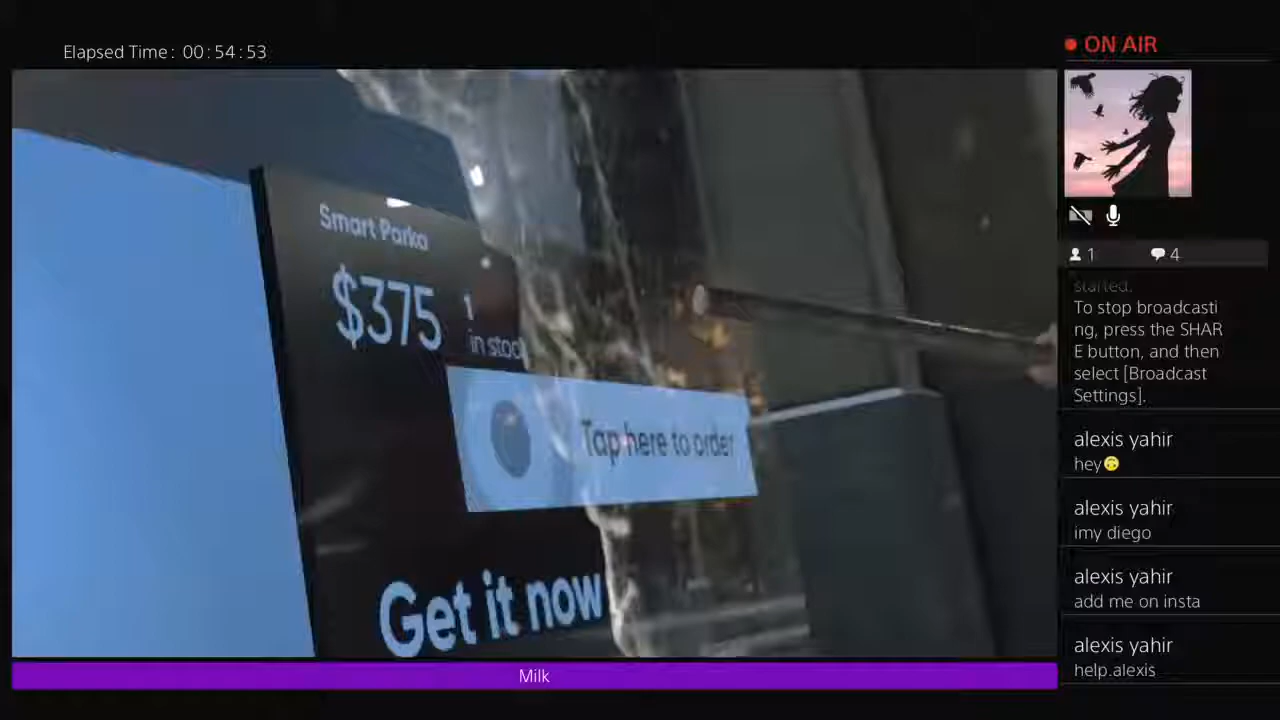 Elapsed Time: 00:54:53
ON AIR
Smart Parka
$375
1
in stock
Tap here to order
Get it now
Milk
1
4
started.
To stop broadcasti
ng, press the SHAR
E button, and then
select [Broadcast
Settings].
alexis yahir
hey🙃
alexis yahir
imy diego
alexis yahir
add me on insta
alexis yahir
help.alexis